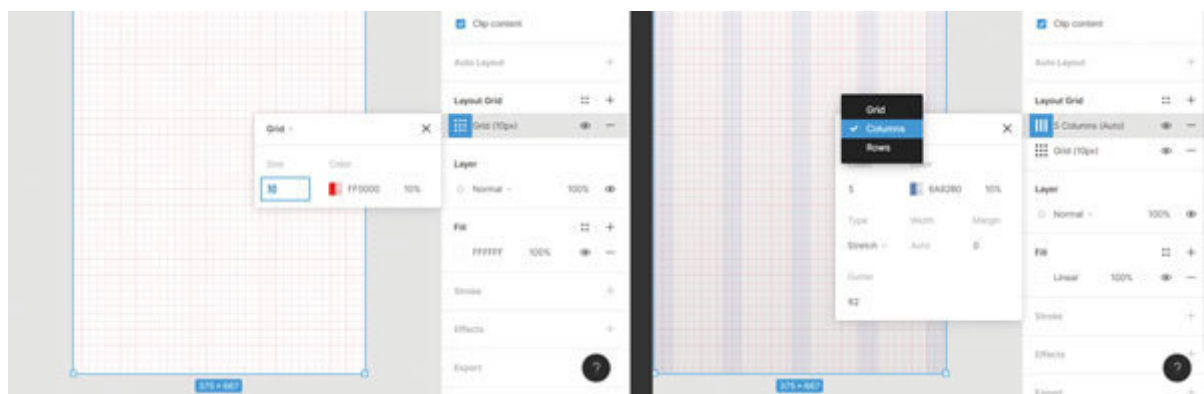 Clip content
Auto Layout
Layout Grid
Grid (10px)
Grid
Size Color
10 FF0000 10%
Layer
Normal 100%
Fill
FFFFFF 100%
Stroke
Effects
Export
?
375 × 667
Clip content
Auto Layout
Layout Grid
5 Columns (Auto)
Grid (10px)
Grid
Columns
Rows
5 10%
Type Width Margin
Stretch Auto 0
Gutter
62
Layer
Normal 100%
Fill
Linear 100%
Stroke
Effects
Export
?
375 × 667